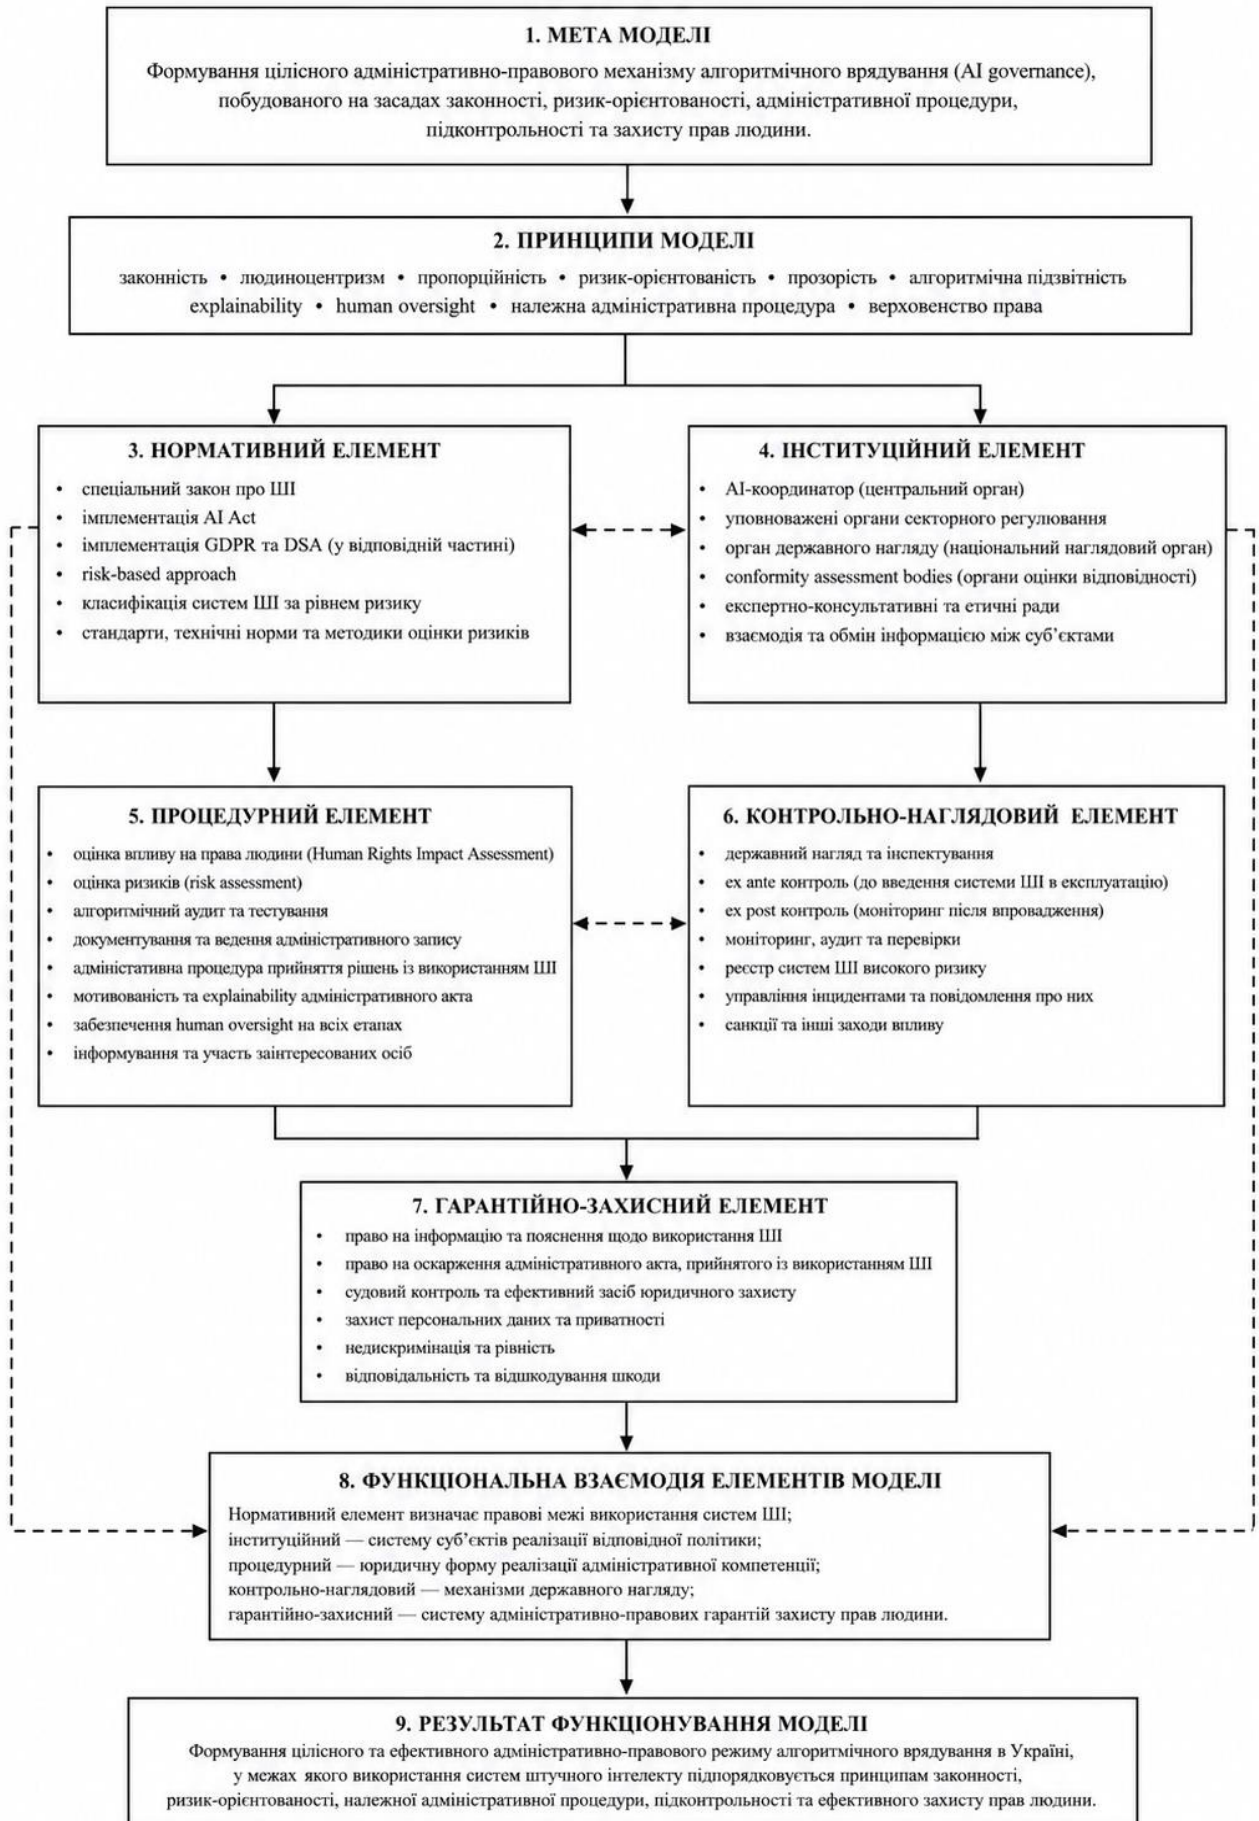 1. МЕТА МОДЕЛІ
Формування цілісного адміністративно-правового механізму алгоритмічного врядування (AI governance),
побудованого на засадах законності, ризик-орієнтованості, адміністративної процедури,
підконтрольності та захисту прав людини.
2. ПРИНЦИПИ МОДЕЛІ
законність • людиноцентризм • пропорційність • ризик-орієнтованість • прозорість • алгоритмічна підзвітність
explainability • human oversight • належна адміністративна процедура • верховенство права
3. НОРМАТИВНИЙ ЕЛЕМЕНТ
• спеціальний закон про ШІ
• імплементація AI Act
• імплементація GDPR та DSA (у відповідній частині)
• risk-based approach
• класифікація систем ШІ за рівнем ризику
• стандарти, технічні норми та методики оцінки ризиків
4. ІНСТИТУЦІЙНИЙ ЕЛЕМЕНТ
• AI-координатор (центральний орган)
• уповноважені органи секторного регулювання
• орган державного нагляду (національний наглядовий орган)
• conformity assessment bodies (органи оцінки відповідності)
• експертно-консультативні та етичні ради
• взаємодія та обмін інформацією між суб’єктами
5. ПРОЦЕДУРНИЙ ЕЛЕМЕНТ
• оцінка впливу на права людини (Human Rights Impact Assessment)
• оцінка ризиків (risk assessment)
• алгоритмічний аудит та тестування
• документування та ведення адміністративного запису
• адміністативна процедура прийняття рішень із використанням ШІ
• мотивованість та explainability адміністративного акта
• забезпечення human oversight на всіх етапах
• інформування та участь заінтересованих осіб
6. КОНТРОЛЬНО-НАГЛЯДОВИЙ ЕЛЕМЕНТ
• державний нагляд та інспектування
• ex ante контроль (до введення системи ШІ в експлуатацію)
• ex post контроль (моніторинг після впровадження)
• моніторинг, аудит та перевірки
• реєстр систем ШІ високого ризику
• управління інцидентами та повідомлення про них
• санкції та інші заходи впливу
7. ГАРАНТІЙНО-ЗАХИСНИЙ ЕЛЕМЕНТ
• право на інформацію та пояснення щодо використання ШІ
• право на оскарження адміністративного акта, прийнятого із використанням ШІ
• судовий контроль та ефективний засіб юридичного захисту
• захист персональних даних та приватності
• недискримінація та рівність
• відповідальність та відшкодування шкоди
8. ФУНКЦІОНАЛЬНА ВЗАЄМОДІЯ ЕЛЕМЕНТІВ МОДЕЛІ
Нормативний елемент визначає правові межі використання систем ШІ;
інституційний — систему суб’єктів реалізації відповідної політики;
процедурний — юридичну форму реалізації адміністративної компетенції;
контрольно-наглядовий — механізми державного нагляду;
гарантійно-захисний — систему адміністративно-правових гарантій захисту прав людини.
9. РЕЗУЛЬТАТ ФУНКЦІОНУВАННЯ МОДЕЛІ
Формування цілісного та ефективного адміністративно-правового режиму алгоритмічного врядування в Україні,
у межах якого використання систем штучного інтелекту підпорядковується принципам законності,
ризик-орієнтованості, належної адміністративної процедури, підконтрольності та ефективного захисту прав людини.